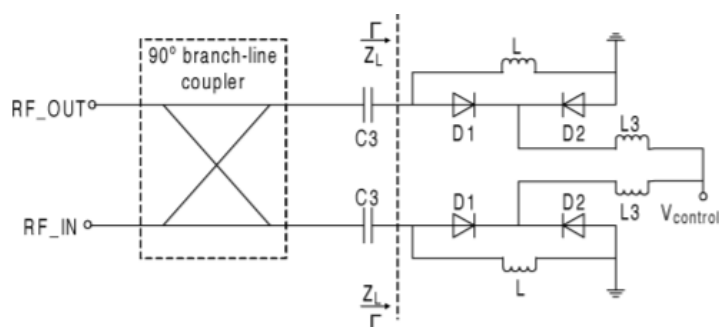 90° branch-line
coupler
Γ
Z_L
L
RF_OUT
C3
D1
D2
L3
C3
D1
D2
L3
V_control
RF_IN
L
Z_L
Γ